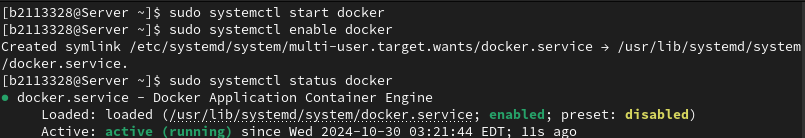 [b2113328@Server ~]$ sudo systemctl start docker
[b2113328@Server ~]$ sudo systemctl enable docker
Created symlink /etc/systemd/system/multi-user.target.wants/docker.service → /usr/lib/systemd/system
/docker.service.
[b2113328@Server ~]$ sudo systemctl status docker
● docker.service - Docker Application Container Engine
Loaded: loaded (/usr/lib/systemd/system/docker.service; enabled; preset: disabled)
Active: active (running) since Wed 2024-10-30 03:21:44 EDT; 11s ago